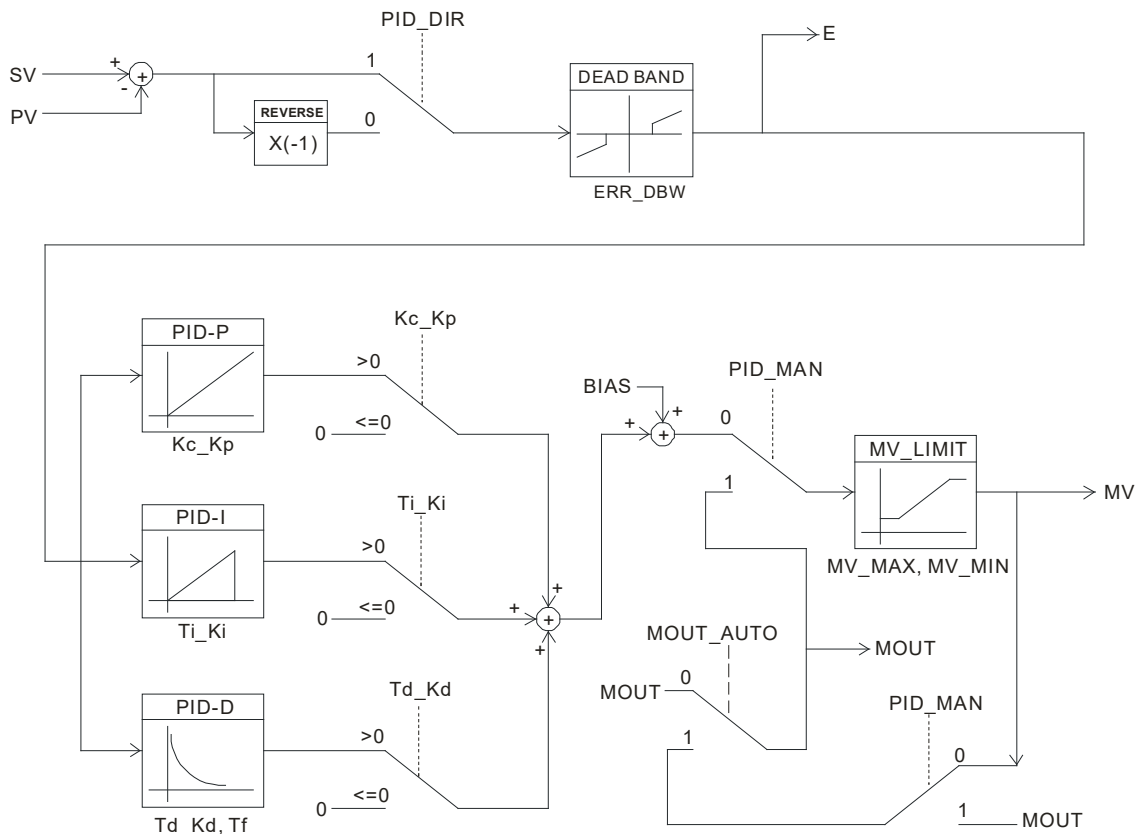 PID_DIR
E
SV
+
+
-
PV
1
0
REVERSE
X(-1)
DEAD BAND
ERR_DBW
PID-P
Kc_Kp
Kc_Kp
>0
0
<=0
BIAS
+
+
+
PID_MAN
0
1
MV_LIMIT
MV
MV_MAX, MV_MIN
PID-I
Ti_Ki
Ti_Ki
>0
0
<=0
+
+
+
+
MOUT_AUTO
MOUT
MOUT
0
1
PID_MAN
0
1
MOUT
PID-D
Td_Kd, Tf
Td_Kd
>0
0
<=0